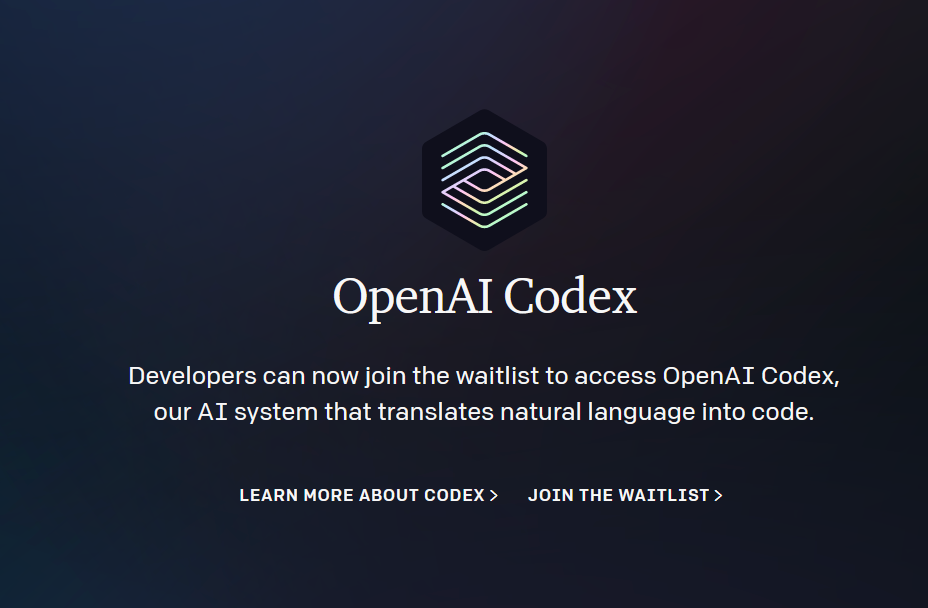 OpenAI Codex
Developers can now join the waitlist to access OpenAI Codex,
our AI system that translates natural language into code.
LEARN MORE ABOUT CODEX > JOIN THE WAITLIST >